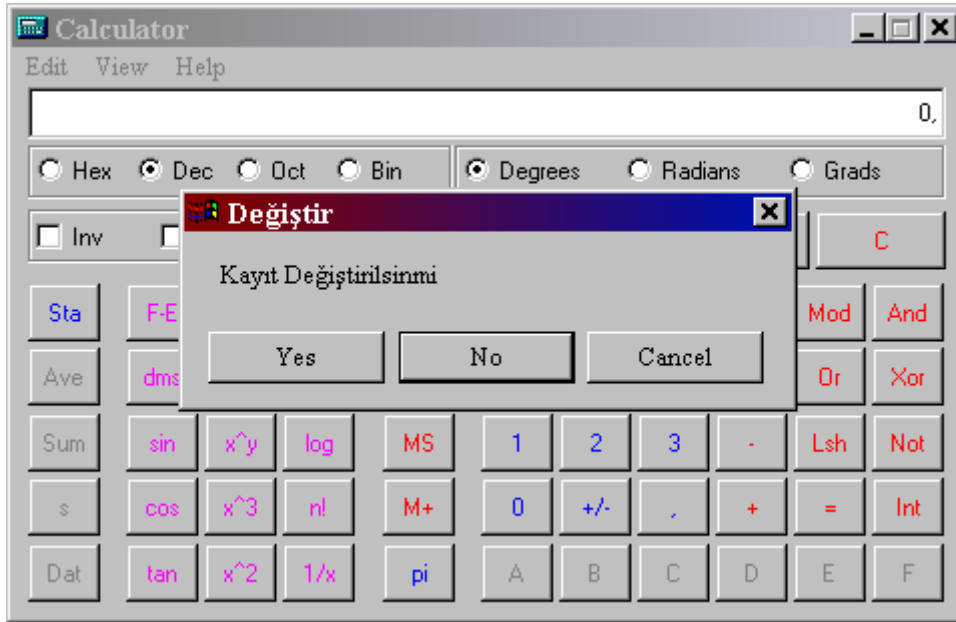 Calculator
Edit View Help
0,
Hex Dec Oct Bin Degrees Radians Grads
Değiştir
Inv C
Kayıt Değiştirilsinmi
Sta F-E Mod And
Yes No Cancel
Ave dms Or Xor
Sum sin x^y log MS 1 2 3 - Lsh Not
s cos x^3 n! M+ 0 +/- , + = Int
Dat tan x^2 1/x pi A B C D E F